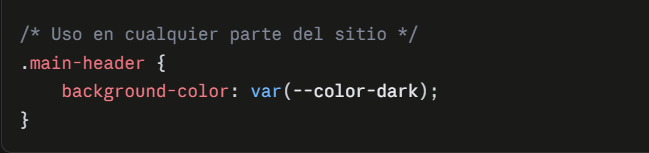 /* Uso en cualquier parte del sitio */
.main-header {
    background-color: var(--color-dark);
}